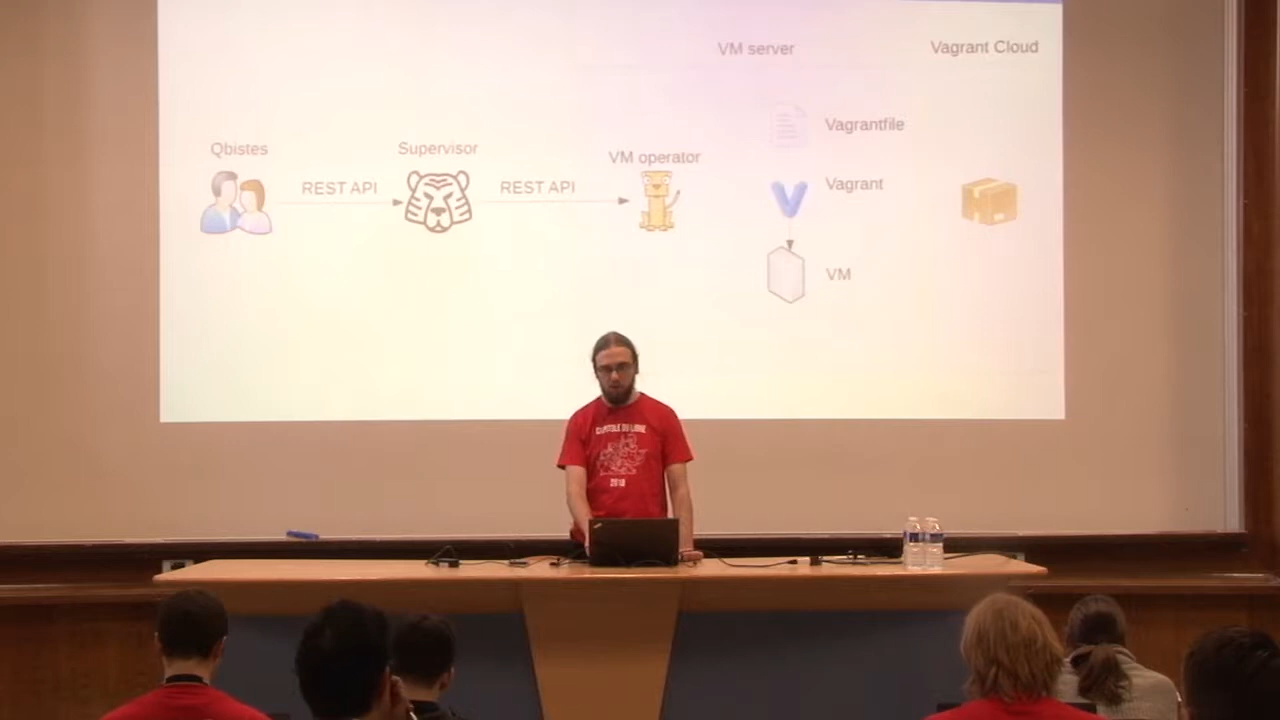 VM server
Vagrant Cloud
Vagrantfile
Qbistes
Supervisor
VM operator
REST API
REST API
Vagrant
VM
CAPITOLE DU LIBRE
2018